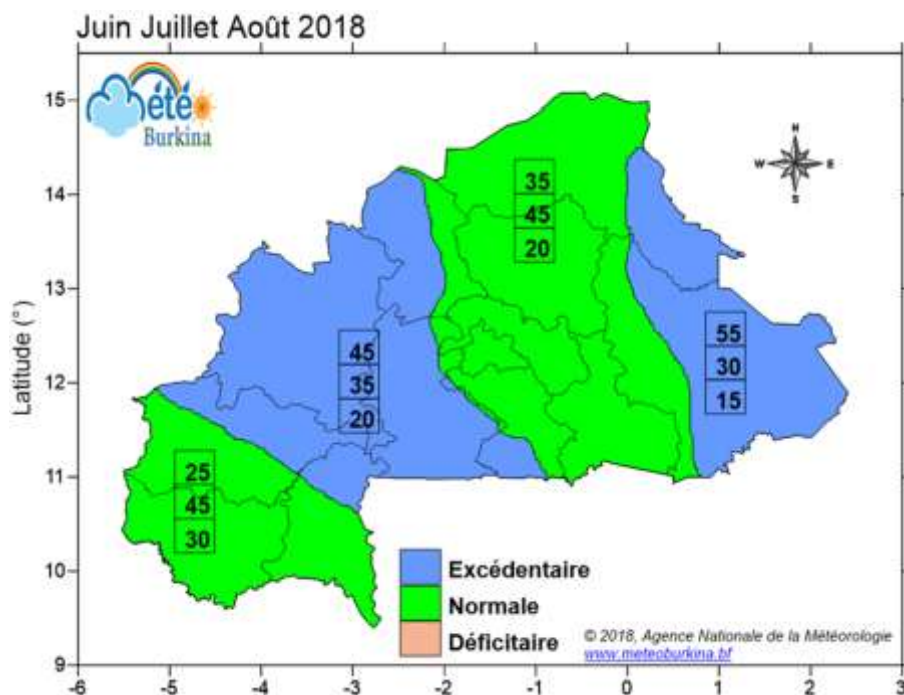 Juin Juillet Août 2018
été
Burkina
N
W E
S
Latitude (°)
15
14
13
12
11
10
9
35
45
20
45
35
20
55
30
15
25
45
30
Excédentaire
Normale
Déficitaire
© 2018, Agence Nationale de la Météorologie
www.meteoburkina.bf
-6 -5 -4 -3 -2 -1 0 1 2 3